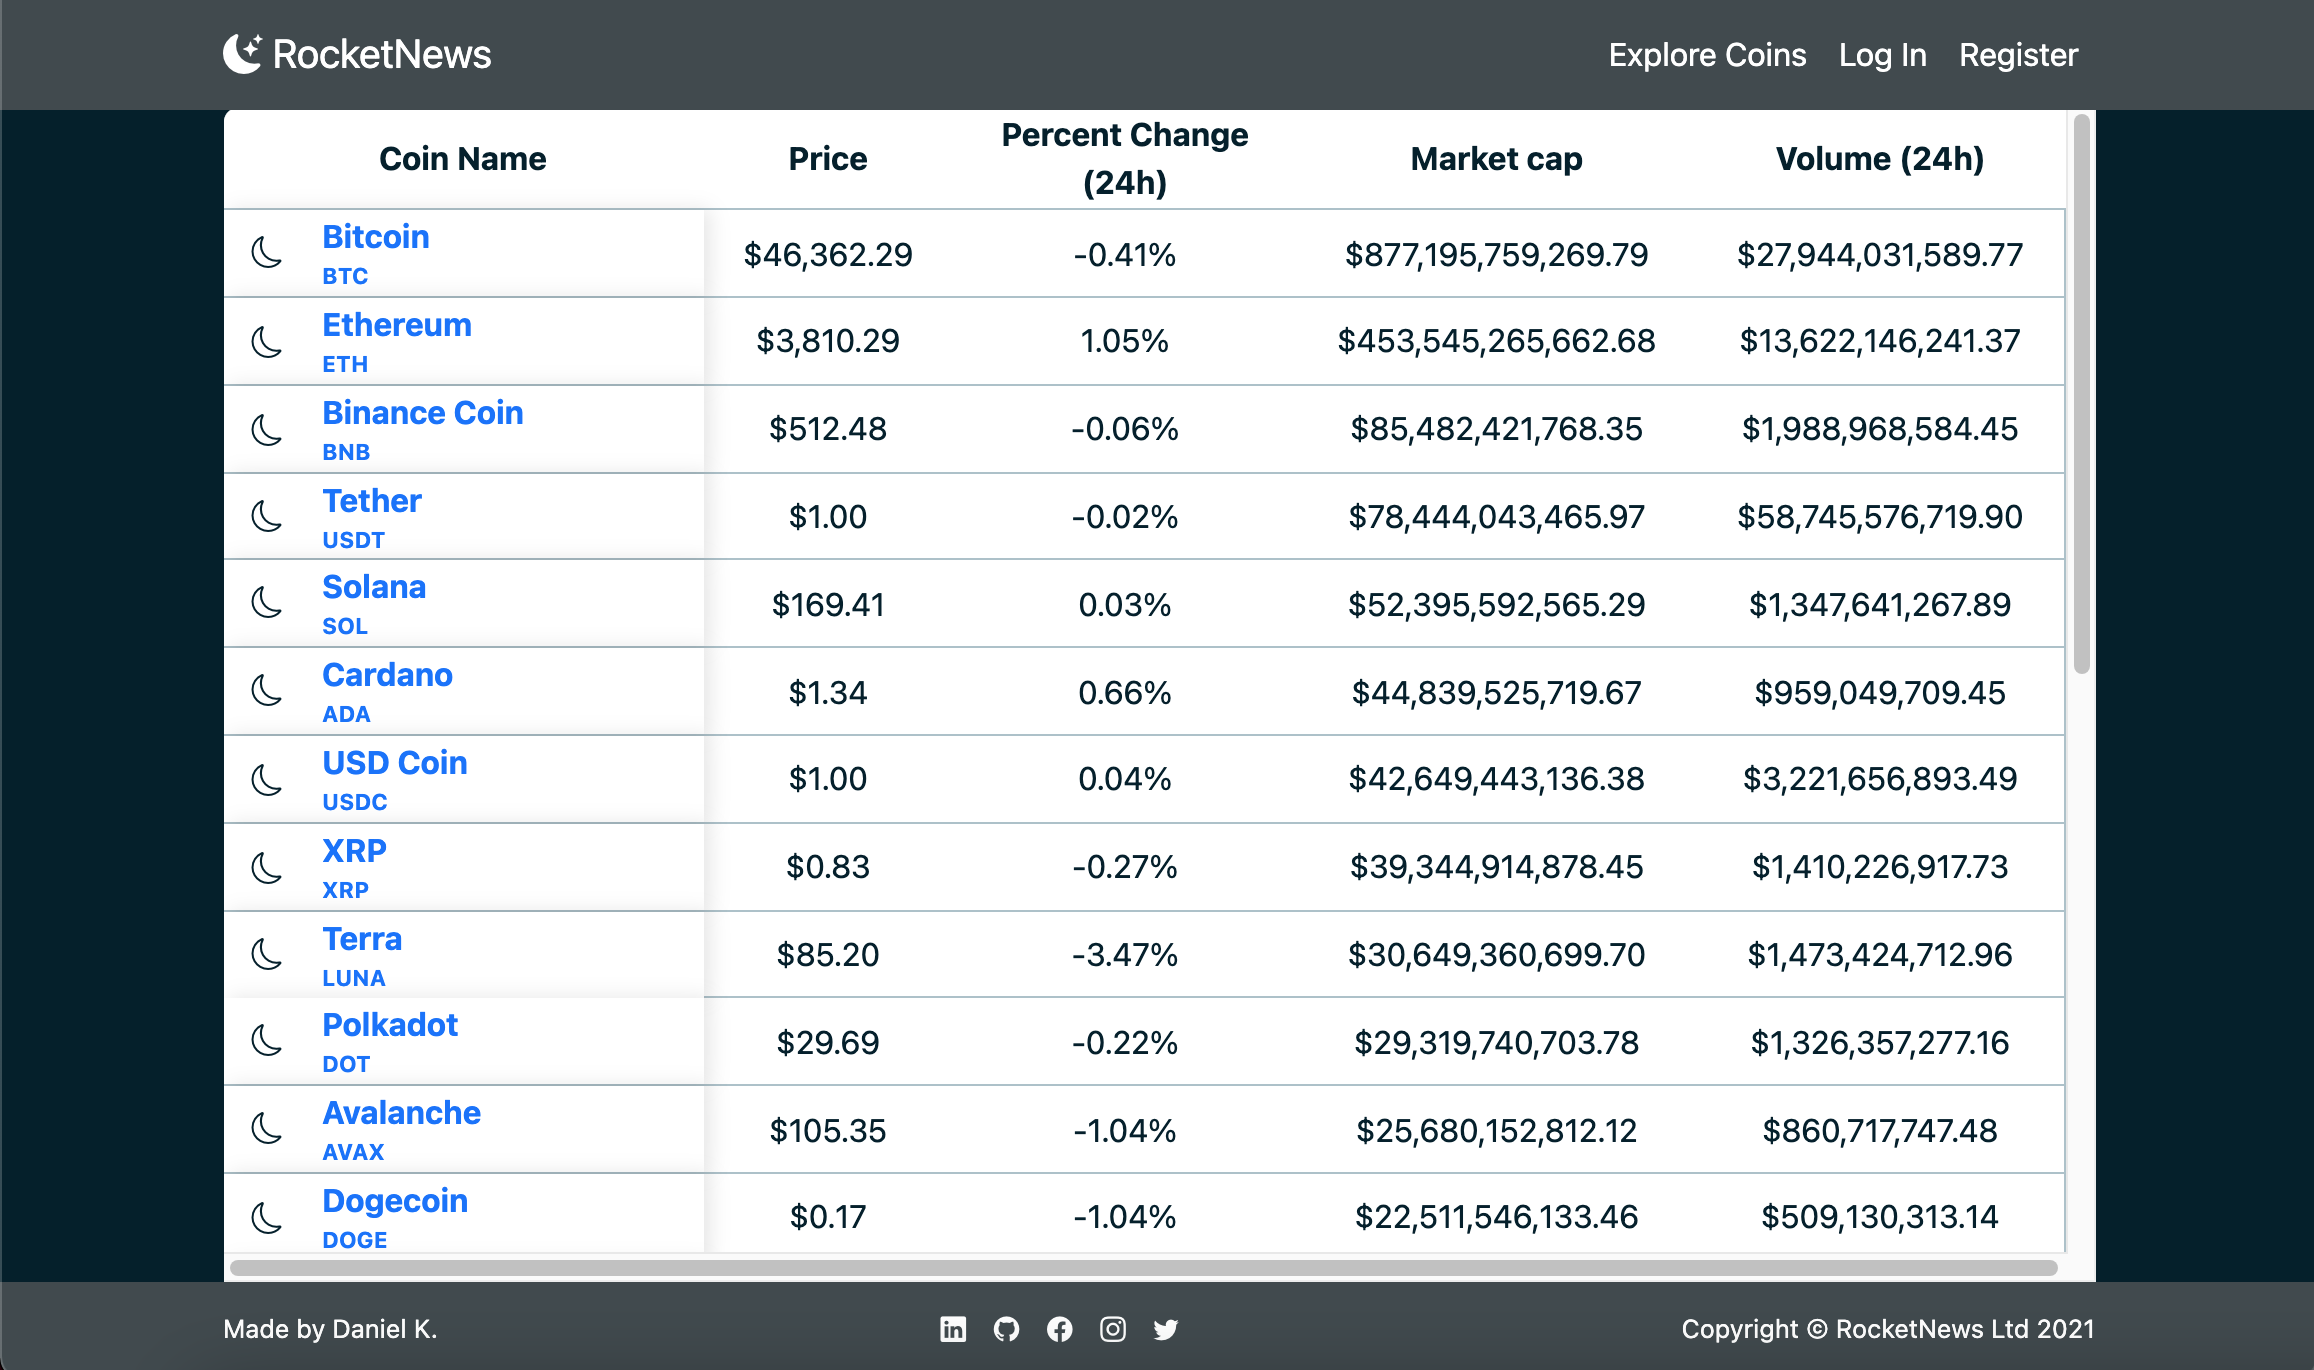 RocketNews
Explore Coins Log In Register
Coin Name Price Percent Change (24h) Market cap Volume (24h)
Bitcoin
BTC
$46,362.29 -0.41% $877,195,759,269.79 $27,944,031,589.77
Ethereum
ETH
$3,810.29 1.05% $453,545,265,662.68 $13,622,146,241.37
Binance Coin
BNB
$512.48 -0.06% $85,482,421,768.35 $1,988,968,584.45
Tether
USDT
$1.00 -0.02% $78,444,043,465.97 $58,745,576,719.90
Solana
SOL
$169.41 0.03% $52,395,592,565.29 $1,347,641,267.89
Cardano
ADA
$1.34 0.66% $44,839,525,719.67 $959,049,709.45
USD Coin
USDC
$1.00 0.04% $42,649,443,136.38 $3,221,656,893.49
XRP
XRP
$0.83 -0.27% $39,344,914,878.45 $1,410,226,917.73
Terra
LUNA
$85.20 -3.47% $30,649,360,699.70 $1,473,424,712.96
Polkadot
DOT
$29.69 -0.22% $29,319,740,703.78 $1,326,357,277.16
Avalanche
AVAX
$105.35 -1.04% $25,680,152,812.12 $860,717,747.48
Dogecoin
DOGE
$0.17 -1.04% $22,511,546,133.46 $509,130,313.14
Made by Daniel K.
Copyright © RocketNews Ltd 2021